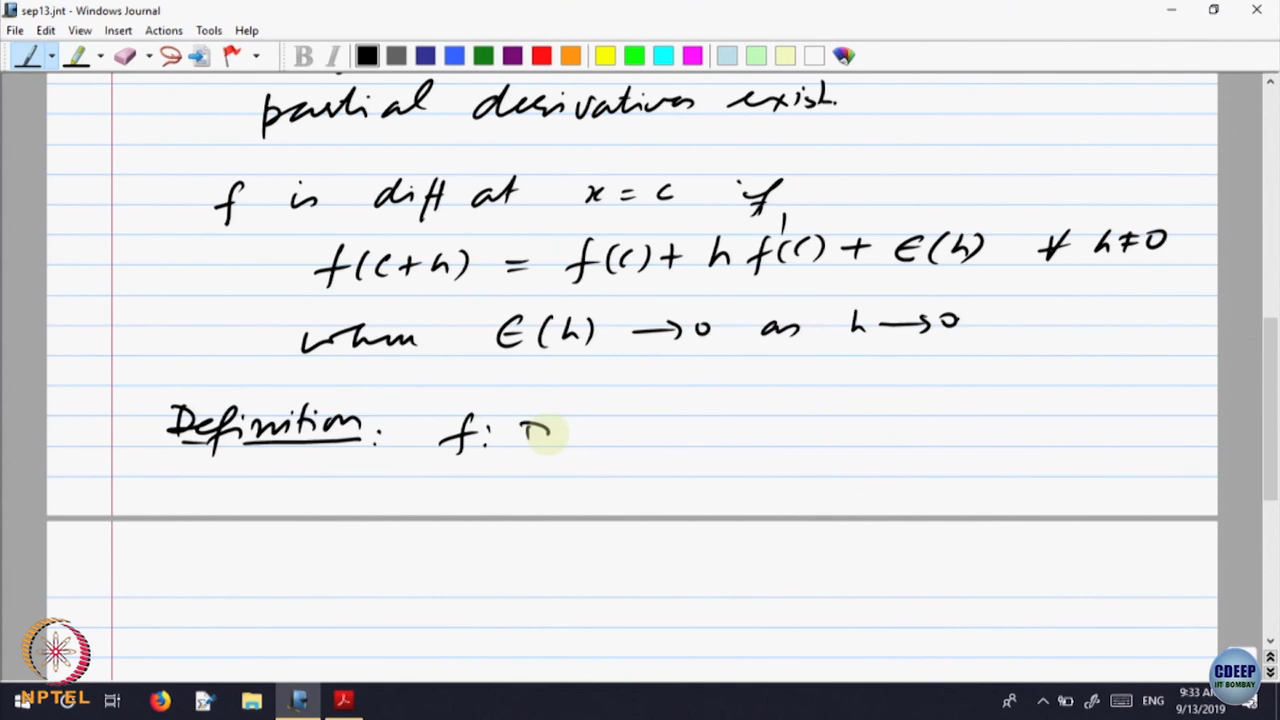 sep13.jnt - Windows Journal
File Edit View Insert Actions Tools Help
partial derivatives exist.
f is diff at x = c if
f(c+h) = f(c) + h f'(c) + ∈(h) ∀ h≠0
when ∈(h) → 0 as h → 0
Definition: f:
NPTEL
CDEEP
IIT BOMBAY
ENG
9:33 AM
9/13/2019